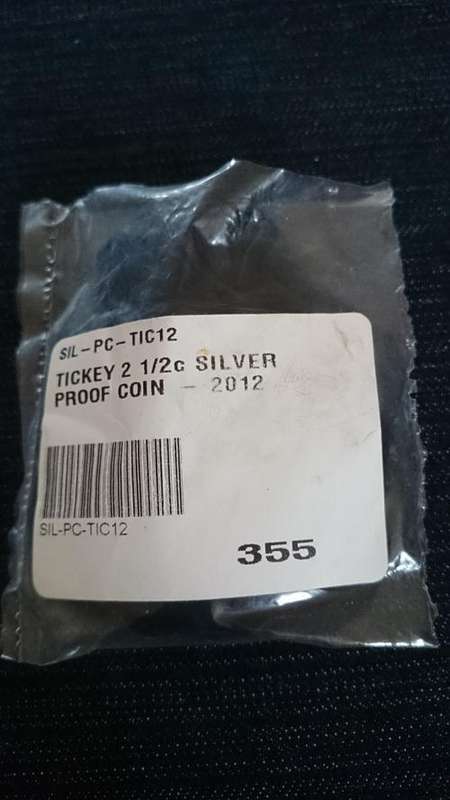 SIL-PC-TIC12
TICKEY 2 1/2c SILVER
PROOF COIN - 2012
SIL-PC-TIC12
355